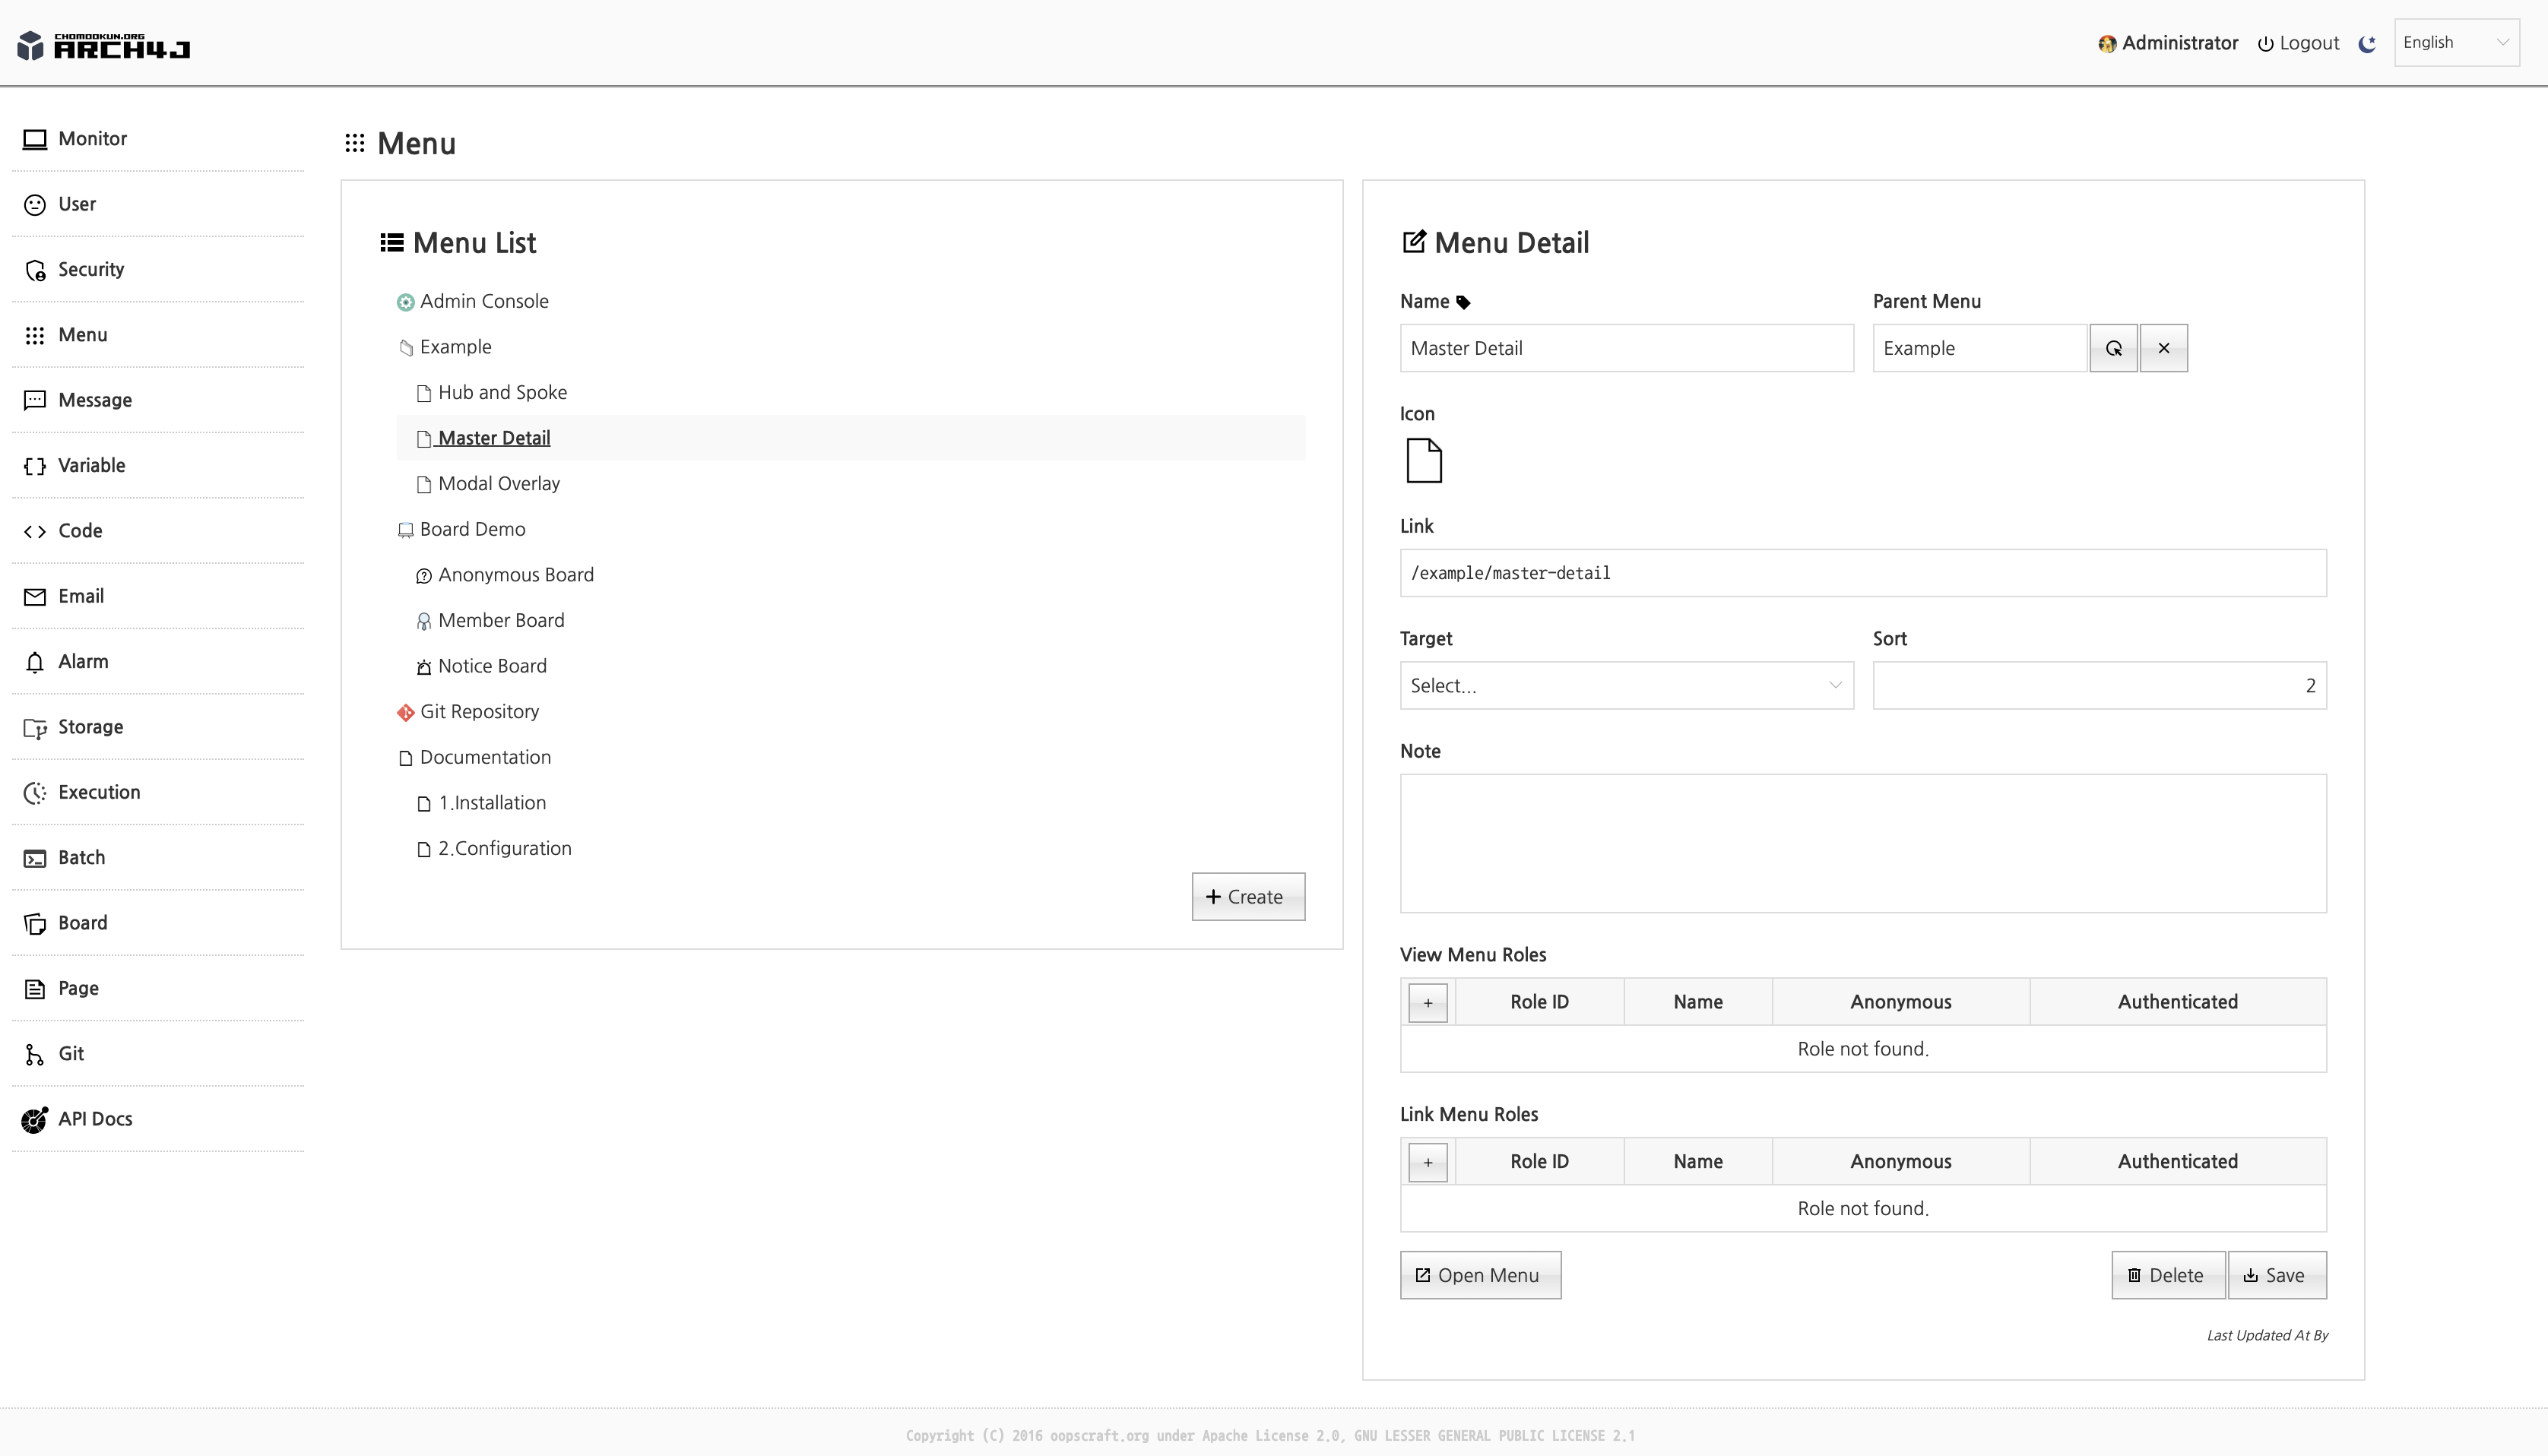 CHOMOOKUN.ORG
ARCH4J
Administrator
Logout
English
Monitor
User
Security
Menu
Message
Variable
Code
Email
Alarm
Storage
Execution
Batch
Board
Page
Git
API Docs
Menu
Menu List
Admin Console
Example
Hub and Spoke
Master Detail
Modal Overlay
Board Demo
Anonymous Board
Member Board
Notice Board
Git Repository
Documentation
1.Installation
2.Configuration
+ Create
Menu Detail
Name
Parent Menu
Master Detail
Example
Icon
Link
/example/master-detail
Target
Sort
Select...
2
Note
View Menu Roles
+ Role ID Name Anonymous Authenticated
Role not found.
Link Menu Roles
+ Role ID Name Anonymous Authenticated
Role not found.
Open Menu
Delete
Save
Last Updated At By
Copyright (C) 2016 oopscraft.org under Apache License 2.0, GNU LESSER GENERAL PUBLIC LICENSE 2.1